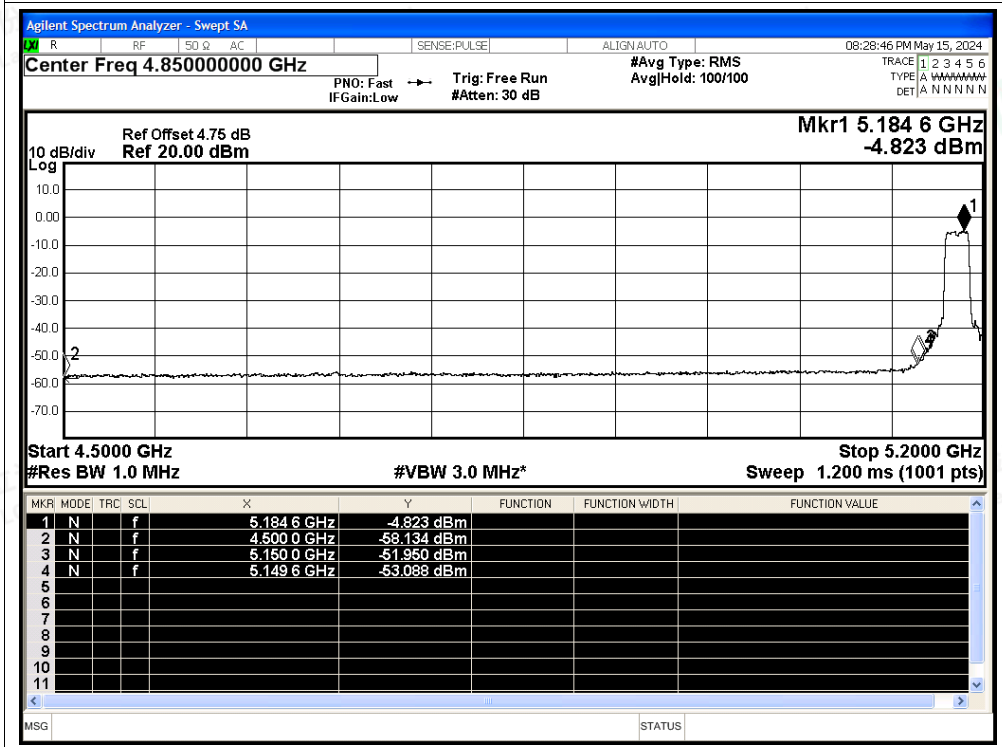 Agilent Spectrum Analyzer - Swept SA
LXI R RF 50 Ω AC SENSE:PULSE ALIGN AUTO 08:28:46 PM May 15, 2024
Center Freq 4.850000000 GHz
PNO: Fast
IFGain:Low
Trig: Free Run
#Atten: 30 dB
#Avg Type: RMS
Avg|Hold: 100/100
TRACE 1 2 3 4 5 6
TYPE A WWWWW
DET A N N N N N
Mkr1 5.184 6 GHz
-4.823 dBm
Ref Offset 4.75 dB
10 dB/div Ref 20.00 dBm
Log
10.0
0.00
-10.0
-20.0
-30.0
-40.0
-50.0
-60.0
-70.0
1
2
Start 4.5000 GHz Stop 5.2000 GHz
#Res BW 1.0 MHz #VBW 3.0 MHz* Sweep 1.200 ms (1001 pts)
MKR MODE TRC SCL X Y FUNCTION FUNCTION WIDTH FUNCTION VALUE
1 N f 5.184 6 GHz -4.823 dBm
2 N f 4.500 0 GHz -58.134 dBm
3 N f 5.150 0 GHz -51.950 dBm
4 N f 5.149 6 GHz -53.088 dBm
5
6
7
8
9
10
11
MSG STATUS